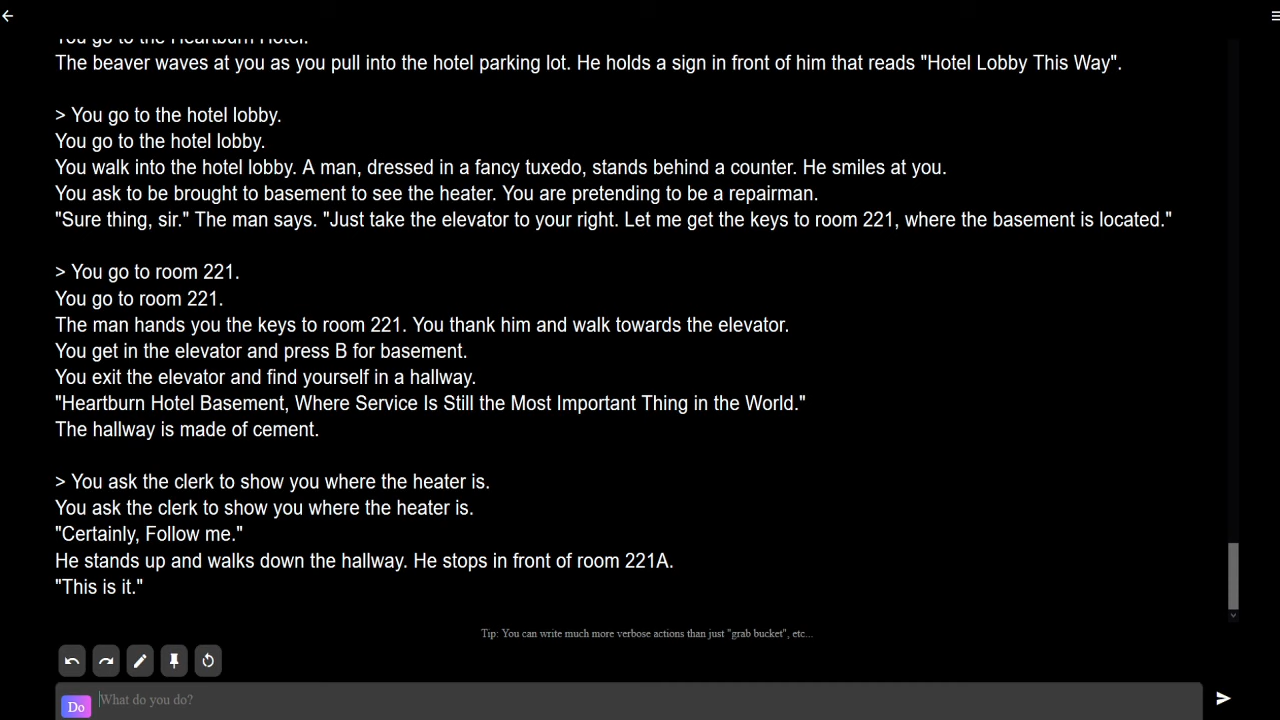 You go to the Heartburn Hotel.
The beaver waves at you as you pull into the hotel parking lot. He holds a sign in front of him that reads "Hotel Lobby This Way".
> You go to the hotel lobby.
You go to the hotel lobby.
You walk into the hotel lobby. A man, dressed in a fancy tuxedo, stands behind a counter. He smiles at you.
You ask to be brought to basement to see the heater. You are pretending to be a repairman.
"Sure thing, sir." The man says. "Just take the elevator to your right. Let me get the keys to room 221, where the basement is located."
> You go to room 221.
You go to room 221.
The man hands you the keys to room 221. You thank him and walk towards the elevator.
You get in the elevator and press B for basement.
You exit the elevator and find yourself in a hallway.
"Heartburn Hotel Basement, Where Service Is Still the Most Important Thing in the World."
The hallway is made of cement.
> You ask the clerk to show you where the heater is.
You ask the clerk to show you where the heater is.
"Certainly, Follow me."
He stands up and walks down the hallway. He stops in front of room 221A.
"This is it."
Tip: You can write much more verbose actions than just "grab bucket", etc...
Do What do you do?